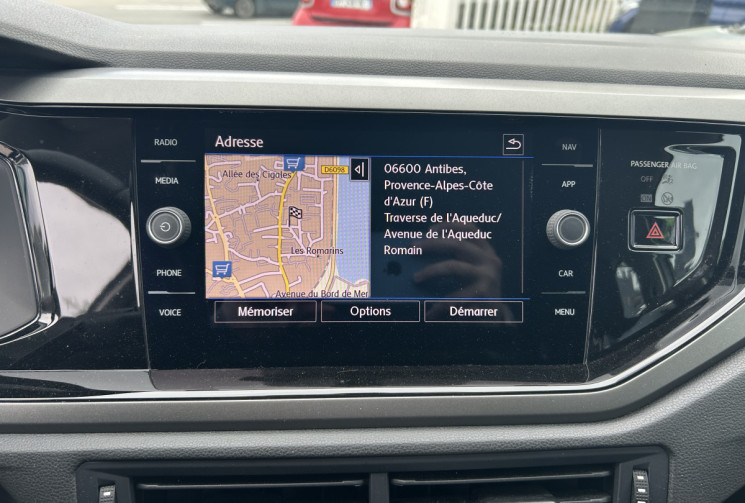 RADIO
MEDIA
PHONE
VOICE
Adresse
Allée des Cigales
D6098
Les Romarins
Avenue du Bord de Mer
06600 Antibes,
Provence-Alpes-Côte
d'Azur (F)
Traverse de l'Aqueduc/
Avenue de l'Aqueduc
Romain
Mémoriser
Options
Démarrer
NAV
APP
CAR
MENU
PASSENGER AIR BAG
OFF
ON